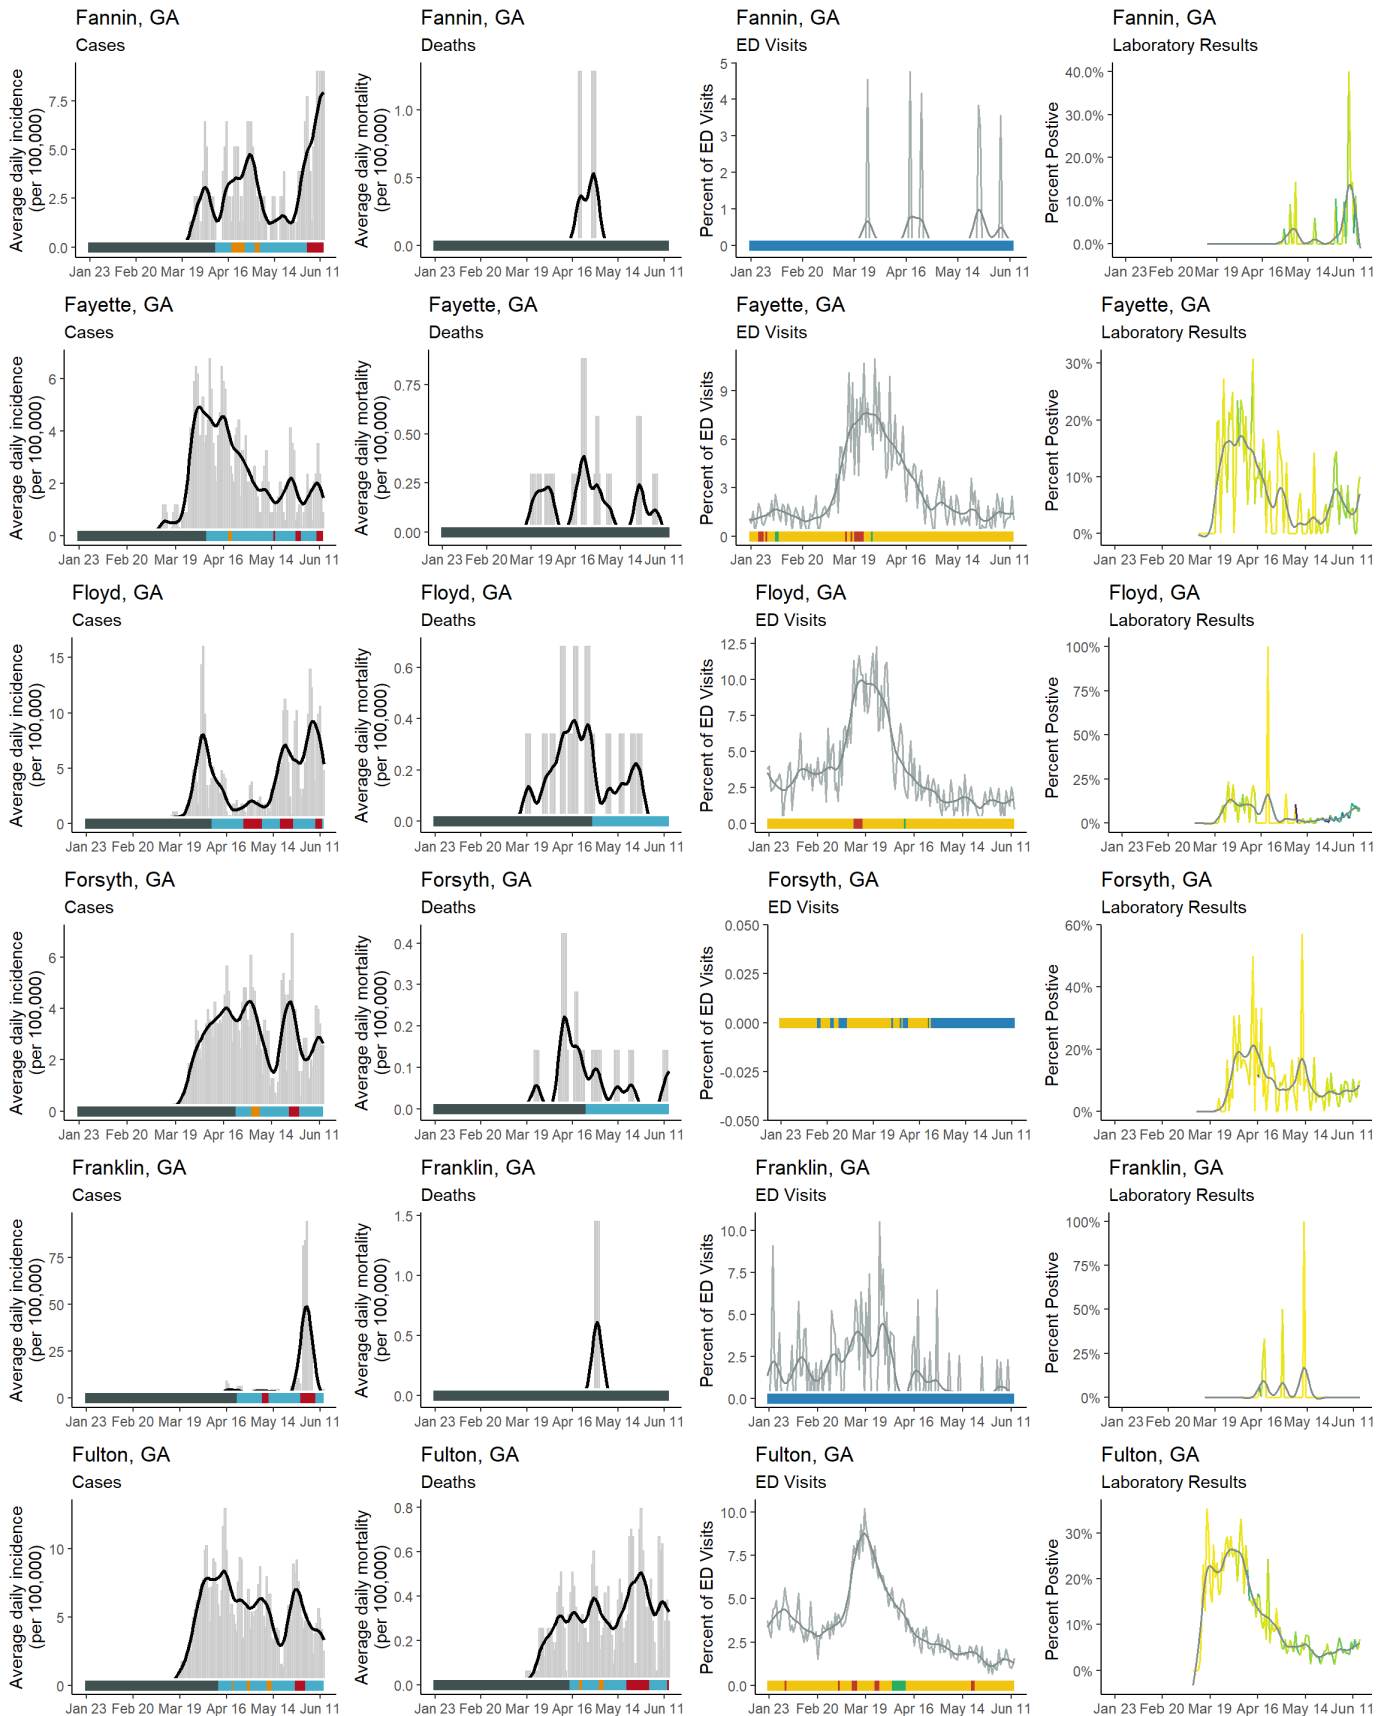 Fannin, GA
Cases
Average daily incidence
(per 100,000)
7.5
5.0
2.5
0.0
Jan 23 Feb 20 Mar 19 Apr 16 May 14 Jun 11
Fannin, GA
Deaths
Average daily mortality
(per 100,000)
1.0
0.5
0.0
Jan 23 Feb 20 Mar 19 Apr 16 May 14 Jun 11
Fannin, GA
ED Visits
Percent of ED Visits
5
4
3
2
1
0
Jan 23 Feb 20 Mar 19 Apr 16 May 14 Jun 11
Fannin, GA
Laboratory Results
Percent Postive
40.0%
30.0%
20.0%
10.0%
0.0%
Jan 23 Feb 20 Mar 19 Apr 16 May 14 Jun 11
Fayette, GA
Cases
Average daily incidence
(per 100,000)
6
4
2
0
Jan 23 Feb 20 Mar 19 Apr 16 May 14 Jun 11
Fayette, GA
Deaths
Average daily mortality
(per 100,000)
0.75
0.50
0.25
0.00
Jan 23 Feb 20 Mar 19 Apr 16 May 14 Jun 11
Fayette, GA
ED Visits
Percent of ED Visits
9
6
3
0
Jan 23 Feb 20 Mar 19 Apr 16 May 14 Jun 11
Fayette, GA
Laboratory Results
Percent Postive
30%
20%
10%
0%
Jan 23 Feb 20 Mar 19 Apr 16 May 14 Jun 11
Floyd, GA
Cases
Average daily incidence
(per 100,000)
15
10
5
0
Jan 23 Feb 20 Mar 19 Apr 16 May 14 Jun 11
Floyd, GA
Deaths
Average daily mortality
(per 100,000)
0.6
0.4
0.2
0.0
Jan 23 Feb 20 Mar 19 Apr 16 May 14 Jun 11
Floyd, GA
ED Visits
Percent of ED Visits
12.5
10.0
7.5
5.0
2.5
0.0
Jan 23 Feb 20 Mar 19 Apr 16 May 14 Jun 11
Floyd, GA
Laboratory Results
Percent Postive
100%
75%
50%
25%
0%
Jan 23 Feb 20 Mar 19 Apr 16 May 14 Jun 11
Forsyth, GA
Cases
Average daily incidence
(per 100,000)
6
4
2
0
Jan 23 Feb 20 Mar 19 Apr 16 May 14 Jun 11
Forsyth, GA
Deaths
Average daily mortality
(per 100,000)
0.4
0.3
0.2
0.1
0.0
Jan 23 Feb 20 Mar 19 Apr 16 May 14 Jun 11
Forsyth, GA
ED Visits
Percent of ED Visits
0.050
0.025
0.000
-0.025
-0.050
Jan 23 Feb 20 Mar 19 Apr 16 May 14 Jun 11
Forsyth, GA
Laboratory Results
Percent Postive
60%
40%
20%
0%
Jan 23 Feb 20 Mar 19 Apr 16 May 14 Jun 11
Franklin, GA
Cases
Average daily incidence
(per 100,000)
75
50
25
0
Jan 23 Feb 20 Mar 19 Apr 16 May 14 Jun 11
Franklin, GA
Deaths
Average daily mortality
(per 100,000)
1.5
1.0
0.5
0.0
Jan 23 Feb 20 Mar 19 Apr 16 May 14 Jun 11
Franklin, GA
ED Visits
Percent of ED Visits
10.0
7.5
5.0
2.5
0.0
Jan 23 Feb 20 Mar 19 Apr 16 May 14 Jun 11
Franklin, GA
Laboratory Results
Percent Postive
100%
75%
50%
25%
0%
Jan 23 Feb 20 Mar 19 Apr 16 May 14 Jun 11
Fulton, GA
Cases
Average daily incidence
(per 100,000)
10
5
0
Jan 23 Feb 20 Mar 19 Apr 16 May 14 Jun 11
Fulton, GA
Deaths
Average daily mortality
(per 100,000)
0.8
0.6
0.4
0.2
0.0
Jan 23 Feb 20 Mar 19 Apr 16 May 14 Jun 11
Fulton, GA
ED Visits
Percent of ED Visits
10.0
7.5
5.0
2.5
0.0
Jan 23 Feb 20 Mar 19 Apr 16 May 14 Jun 11
Fulton, GA
Laboratory Results
Percent Postive
30%
20%
10%
0%
Jan 23 Feb 20 Mar 19 Apr 16 May 14 Jun 11